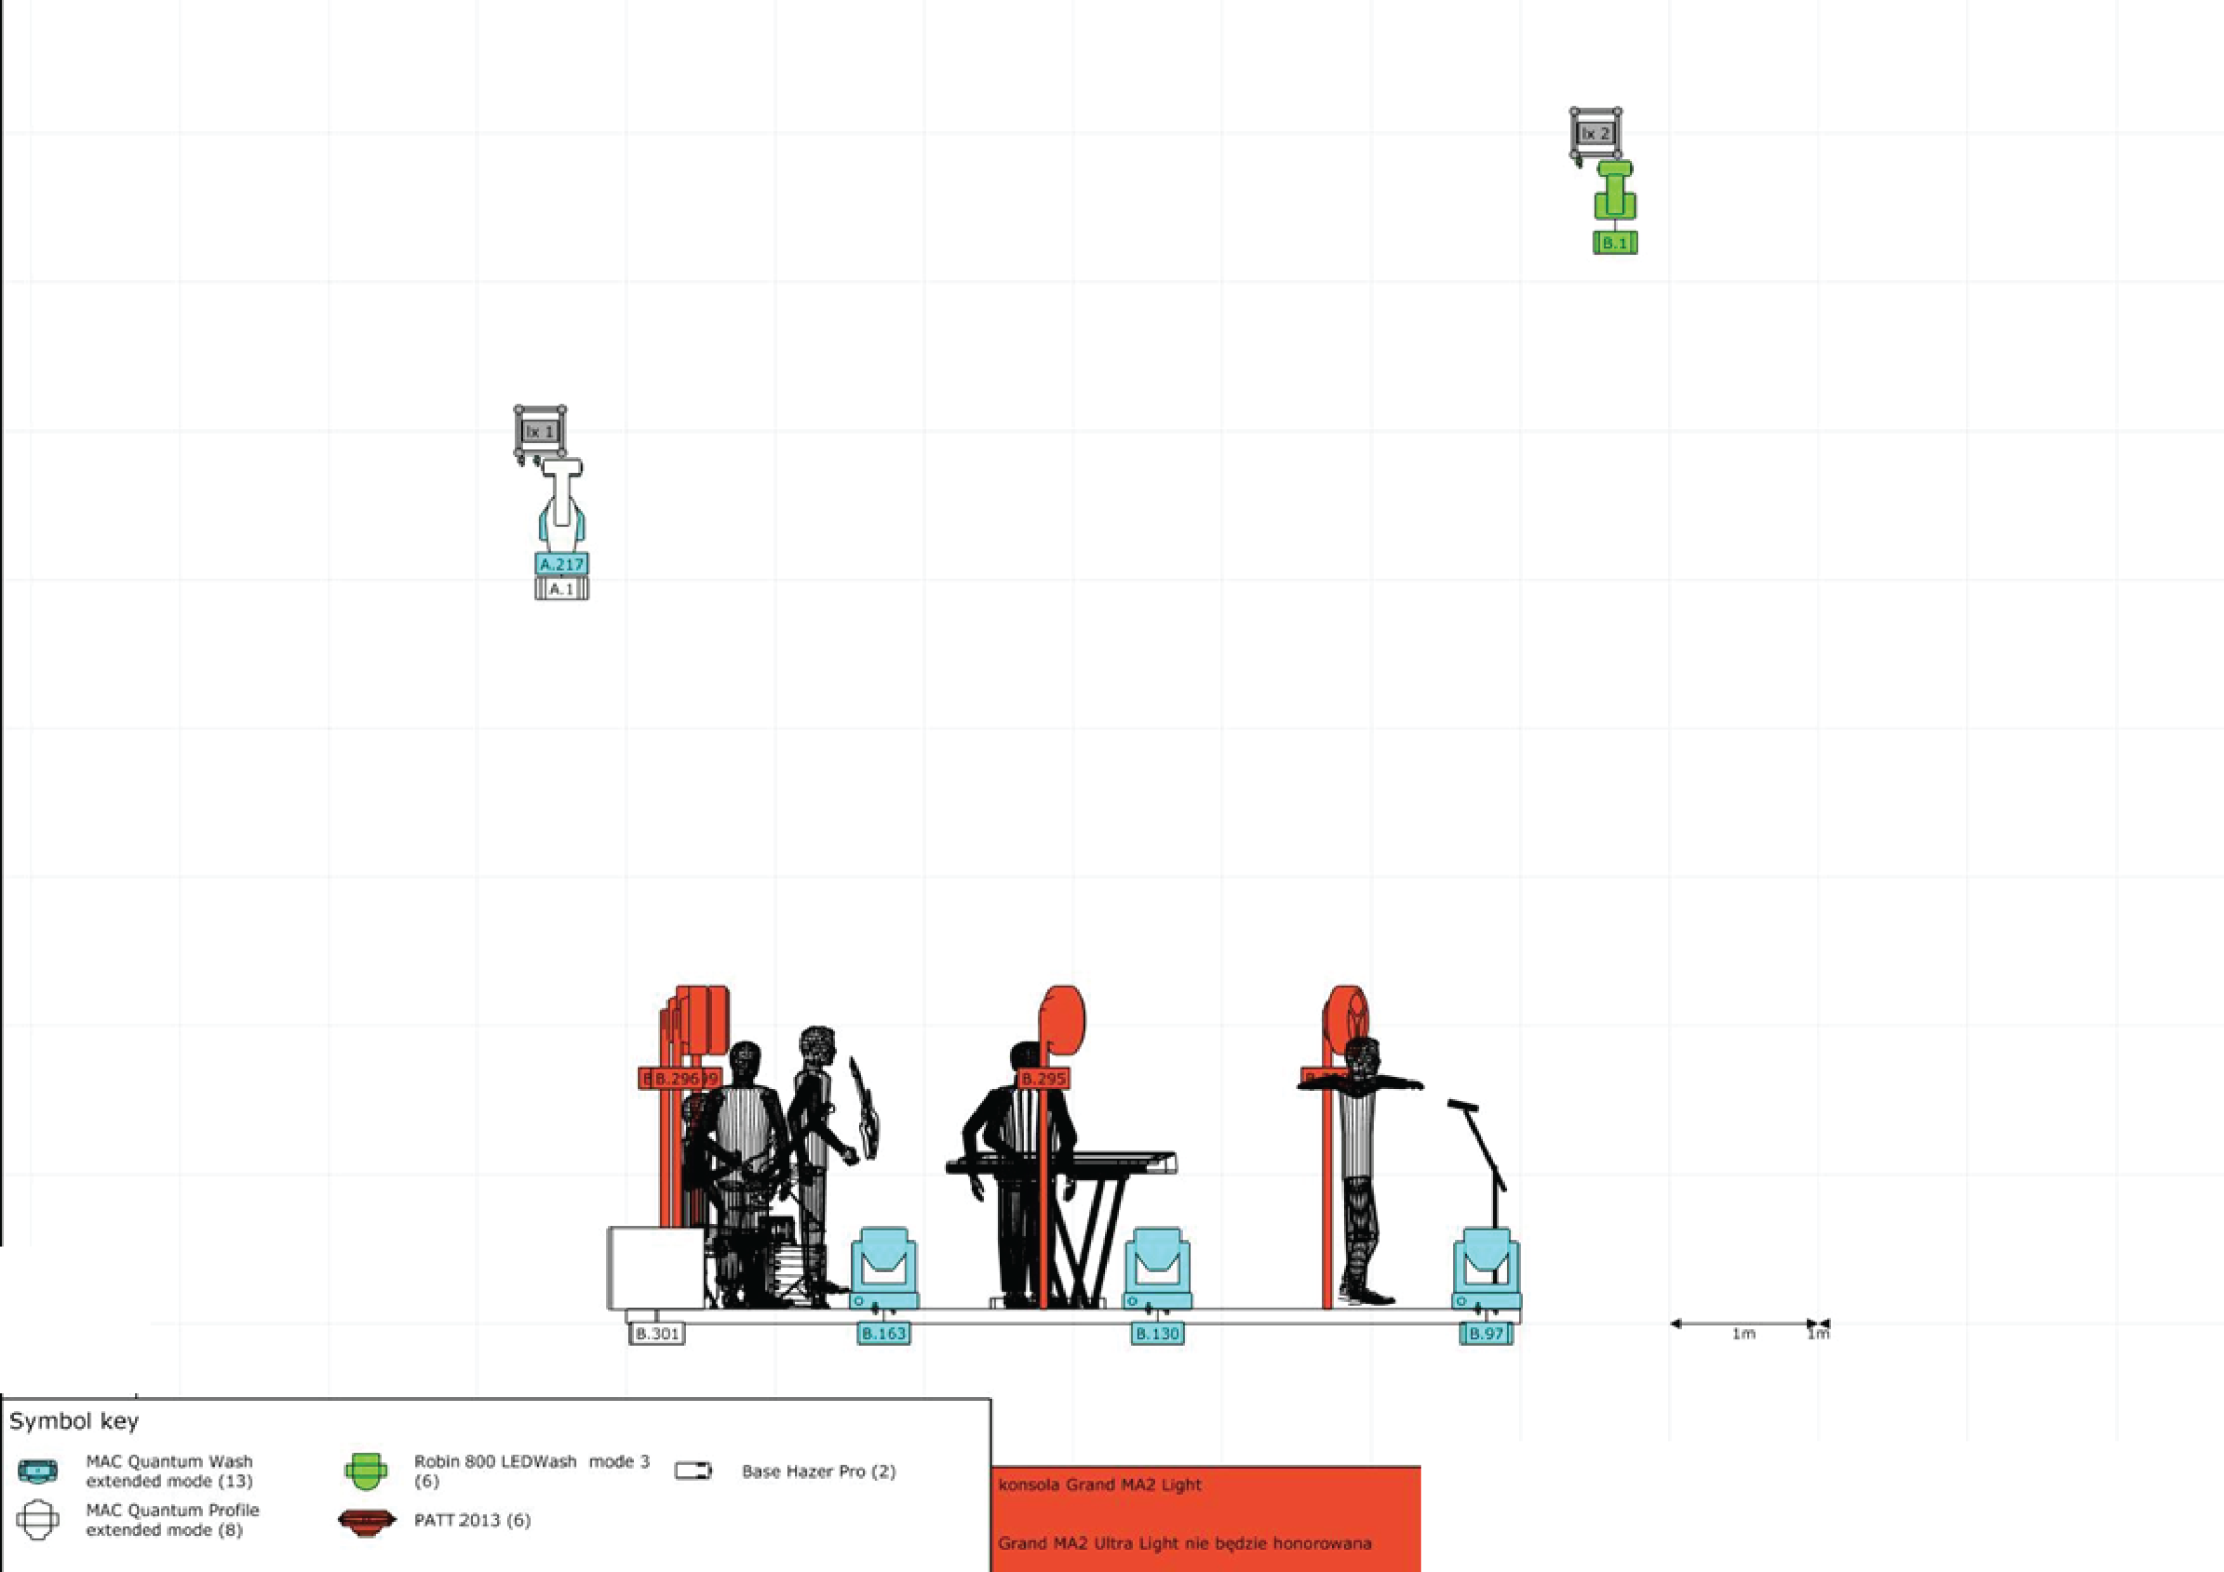 lx 2
B.1
lx 1
A.217
A.1
B.296
B.295
B.301
B.163
B.130
B.97
1m
1m
Symbol key
MAC Quantum Wash
extended mode (13)
Robin 800 LEDWash mode 3
(6)
Base Hazer Pro (2)
MAC Quantum Profile
extended mode (8)
PATT 2013 (6)
konsola Grand MA2 Light
Grand MA2 Ultra Light nie będzie honorowana